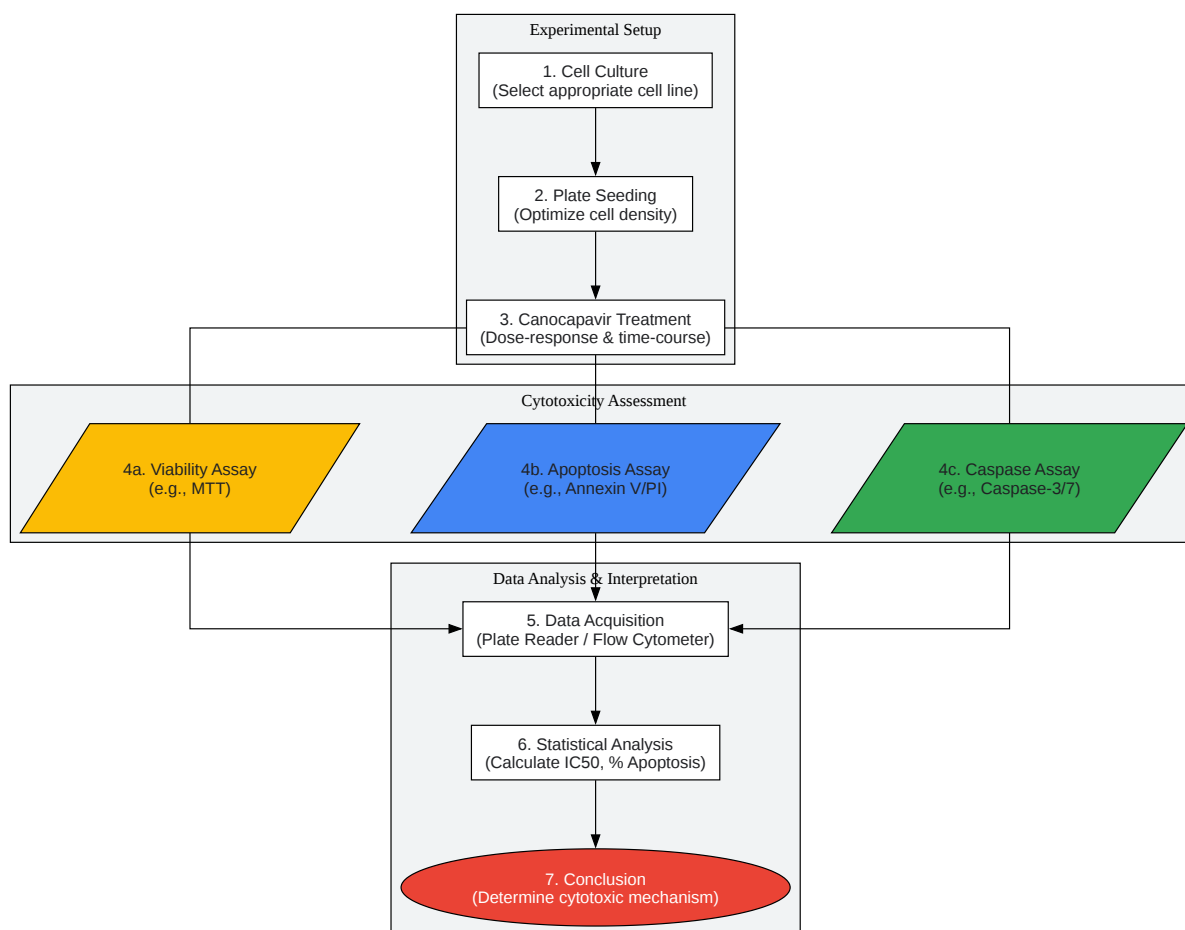 Experimental Setup
1. Cell Culture
(Select appropriate cell line)
2. Plate Seeding
(Optimize cell density)
3. Canocapavir Treatment
(Dose-response & time-course)
Cytotoxicity Assessment
4a. Viability Assay
(e.g., MTT)
4b. Apoptosis Assay
(e.g., Annexin V/PI)
4c. Caspase Assay
(e.g., Caspase-3/7)
Data Analysis & Interpretation
5. Data Acquisition
(Plate Reader / Flow Cytometer)
6. Statistical Analysis
(Calculate IC50, % Apoptosis)
7. Conclusion
(Determine cytotoxic mechanism)